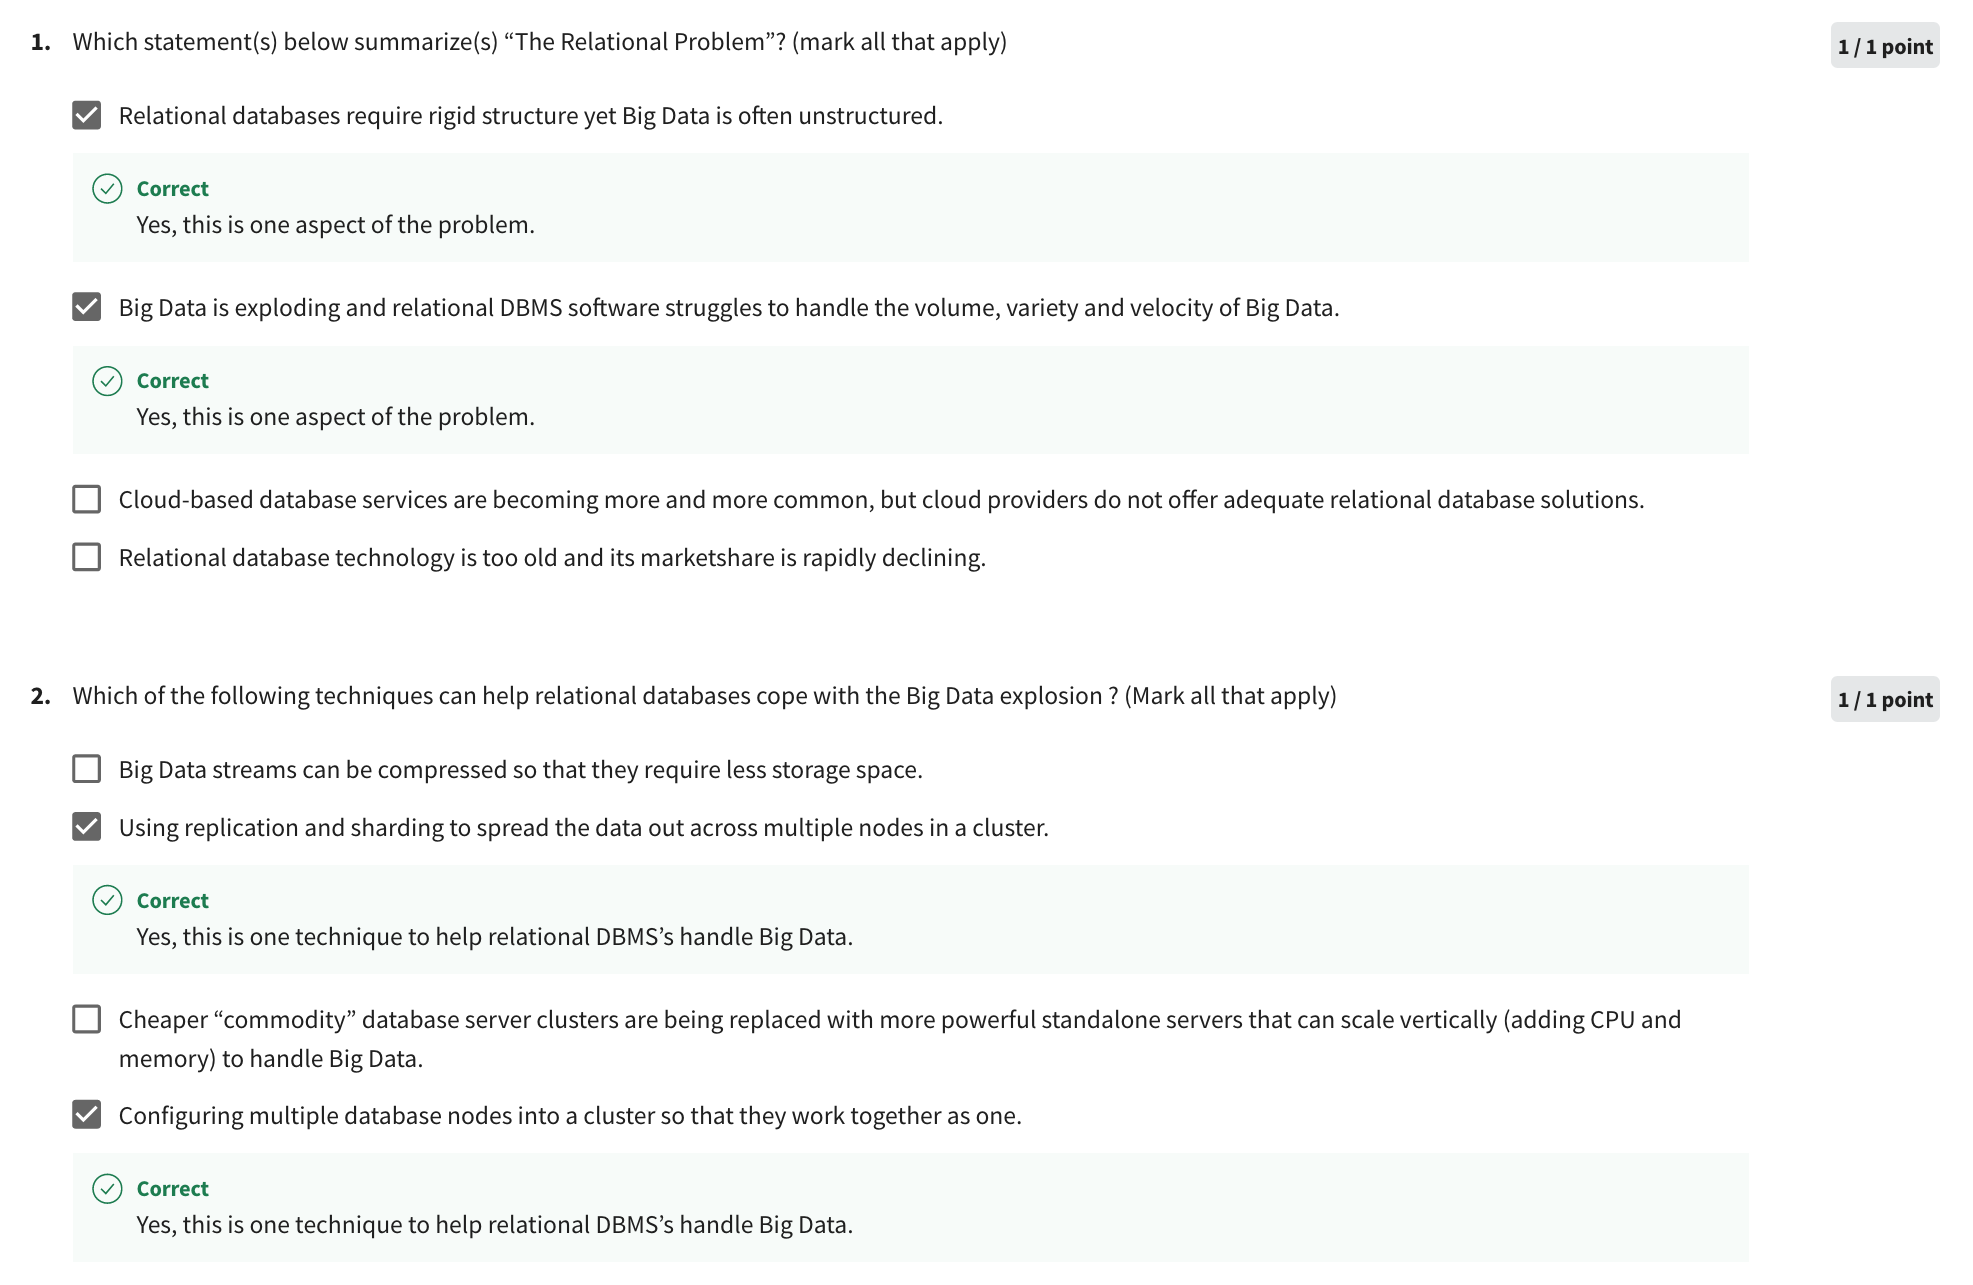 1. Which statement(s) below summarize(s) “The Relational Problem”? (mark all that apply)
1 / 1 point
Relational databases require rigid structure yet Big Data is often unstructured.
Correct
Yes, this is one aspect of the problem.
Big Data is exploding and relational DBMS software struggles to handle the volume, variety and velocity of Big Data.
Correct
Yes, this is one aspect of the problem.
Cloud-based database services are becoming more and more common, but cloud providers do not offer adequate relational database solutions.
Relational database technology is too old and its marketshare is rapidly declining.
2. Which of the following techniques can help relational databases cope with the Big Data explosion ? (Mark all that apply)
1 / 1 point
Big Data streams can be compressed so that they require less storage space.
Using replication and sharding to spread the data out across multiple nodes in a cluster.
Correct
Yes, this is one technique to help relational DBMS’s handle Big Data.
Cheaper “commodity” database server clusters are being replaced with more powerful standalone servers that can scale vertically (adding CPU and
memory) to handle Big Data.
Configuring multiple database nodes into a cluster so that they work together as one.
Correct
Yes, this is one technique to help relational DBMS’s handle Big Data.